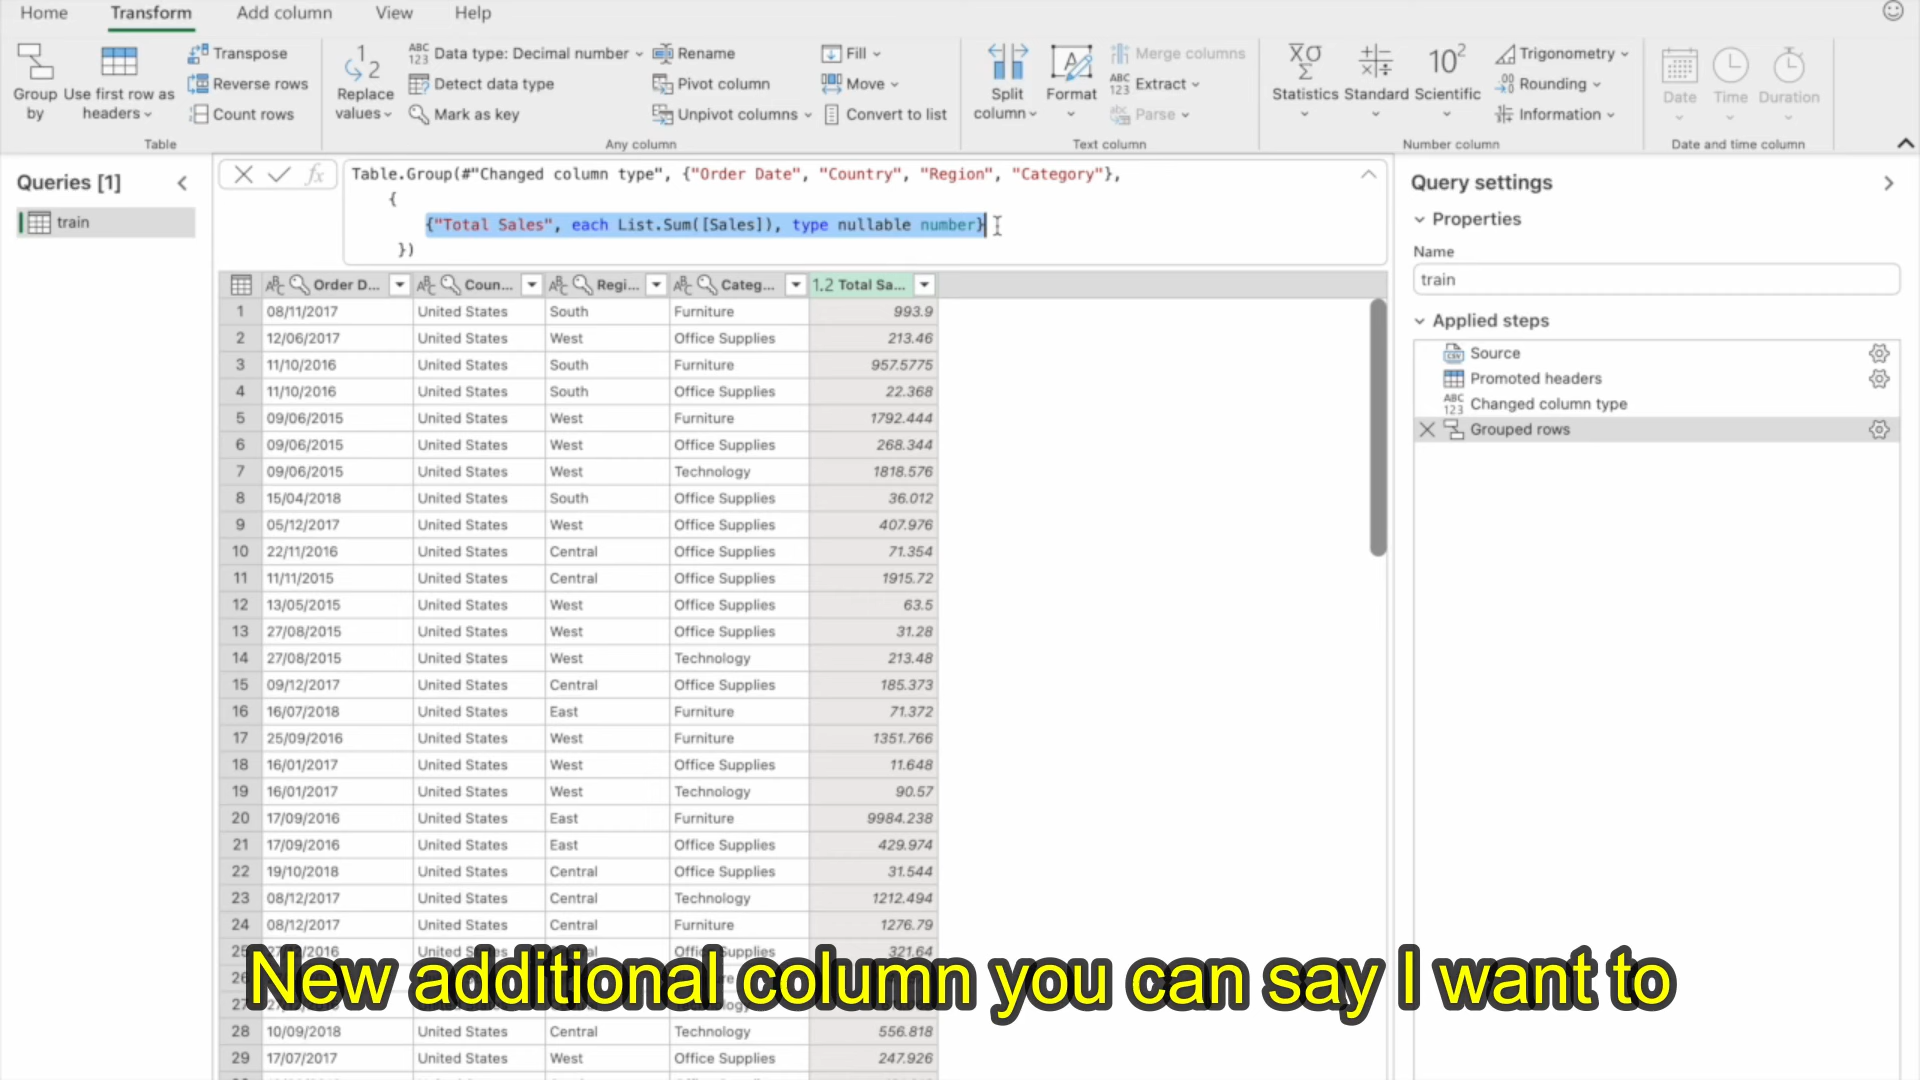 Home Transform Add column View Help
Group by
Use first row as headers
Transpose
Reverse rows
Count rows
Table
Replace values
Data type: Decimal number
Detect data type
Mark as key
Rename
Pivot column
Unpivot columns
Fill
Move
Convert to list
Any column
Split column
Format
Merge columns
Extract
Parse
Text column
Statistics
Standard
Scientific
Trigonometry
Rounding
Information
Number column
Date
Time
Duration
Date and time column
Queries [1]
train
Table.Group(#"Changed column type", {"Order Date", "Country", "Region", "Category"},
{
{"Total Sales", each List.Sum([Sales]), type nullable number}
})
Order D... Coun... Regi... Categ... 1.2 Total Sa...
1 08/11/2017 United States South Furniture 993.9
2 12/06/2017 United States West Office Supplies 213.46
3 11/10/2016 United States South Furniture 957.5775
4 11/10/2016 United States South Office Supplies 22.368
5 09/06/2015 United States West Furniture 1792.444
6 09/06/2015 United States West Office Supplies 268.344
7 09/06/2015 United States West Technology 1818.576
8 15/04/2018 United States South Office Supplies 36.012
9 05/12/2017 United States West Office Supplies 407.976
10 22/11/2016 United States Central Office Supplies 71.354
11 11/11/2015 United States Central Office Supplies 1915.72
12 13/05/2015 United States West Office Supplies 63.5
13 27/08/2015 United States West Office Supplies 31.28
14 27/08/2015 United States West Technology 213.48
15 09/12/2017 United States Central Office Supplies 185.373
16 16/07/2018 United States East Furniture 71.372
17 25/09/2016 United States West Furniture 1351.766
18 16/01/2017 United States West Office Supplies 11.648
19 16/01/2017 United States West Technology 90.57
20 17/09/2016 United States East Furniture 9984.238
21 17/09/2016 United States East Office Supplies 429.974
22 19/10/2018 United States Central Office Supplies 31.544
23 08/12/2017 United States Central Technology 1212.494
24 08/12/2017 United States Central Furniture 1276.79
25 321.64
28 10/09/2018 United States Central Technology 556.818
29 17/07/2017 United States West Office Supplies 247.926
Query settings
Properties
Name
train
Applied steps
Source
Promoted headers
Changed column type
Grouped rows
New additional column you can say I want to